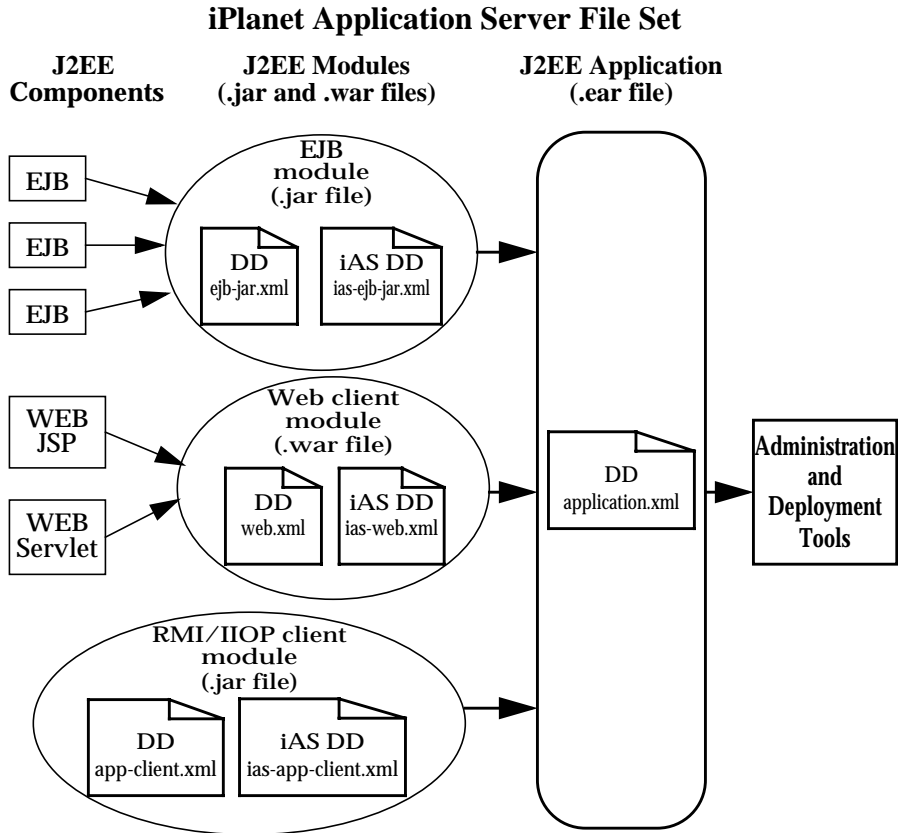 iPlanet Application Server File Set
J2EE
Components
J2EE Modules
(.jar and .war files)
J2EE Application
(.ear file)
EJB
EJB
EJB
EJB
module
(.jar file)
DD
ejb-jar.xml
iAS DD
ias-ejb-jar.xml
WEB
JSP
WEB
Servlet
Web client
module
(.war file)
DD
web.xml
iAS DD
ias-web.xml
RMI/IIOP client
module
(.jar file)
DD
app-client.xml
iAS DD
ias-app-client.xml
DD
application.xml
Administration
and
Deployment
Tools